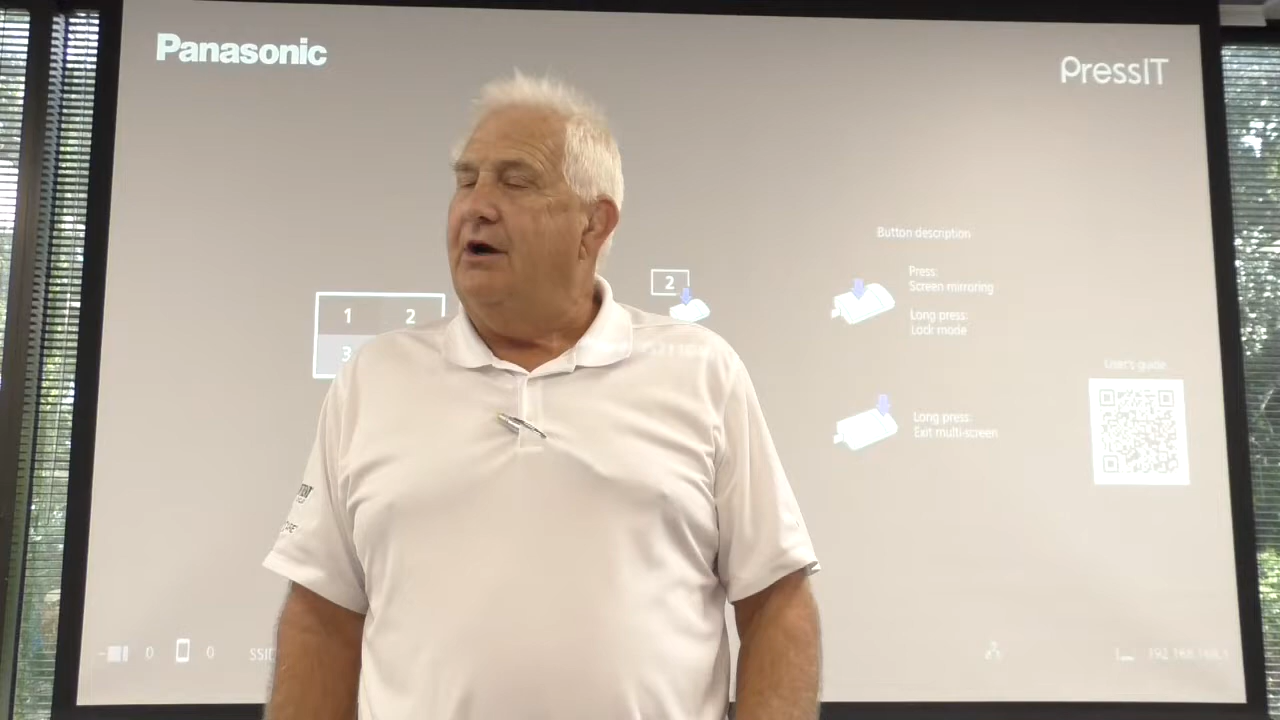 Panasonic
PressIT
Button description
2
Press:
Screen mirroring
1 2
Long press:
Lock mode
3
User's guide
Long press:
Exit multi-screen
0 0 SSID